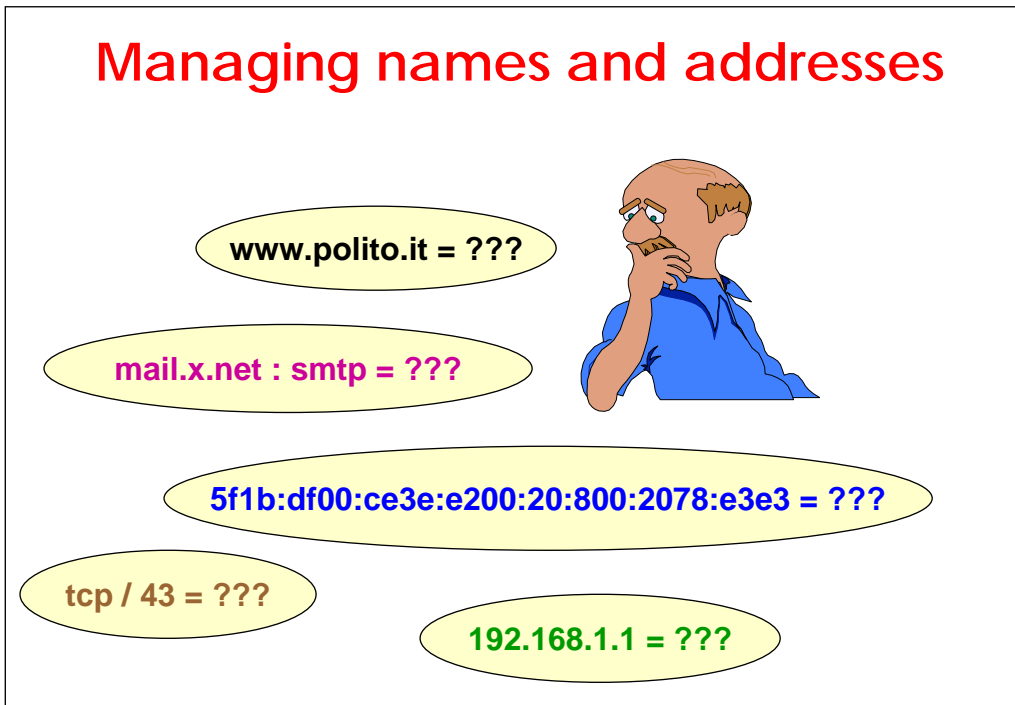 Managing names and addresses
www.polito.it = ???
mail.x.net : smtp = ???
5f1b:df00:ce3e:e200:20:800:2078:e3e3 = ???
tcp / 43 = ???
192.168.1.1 = ???